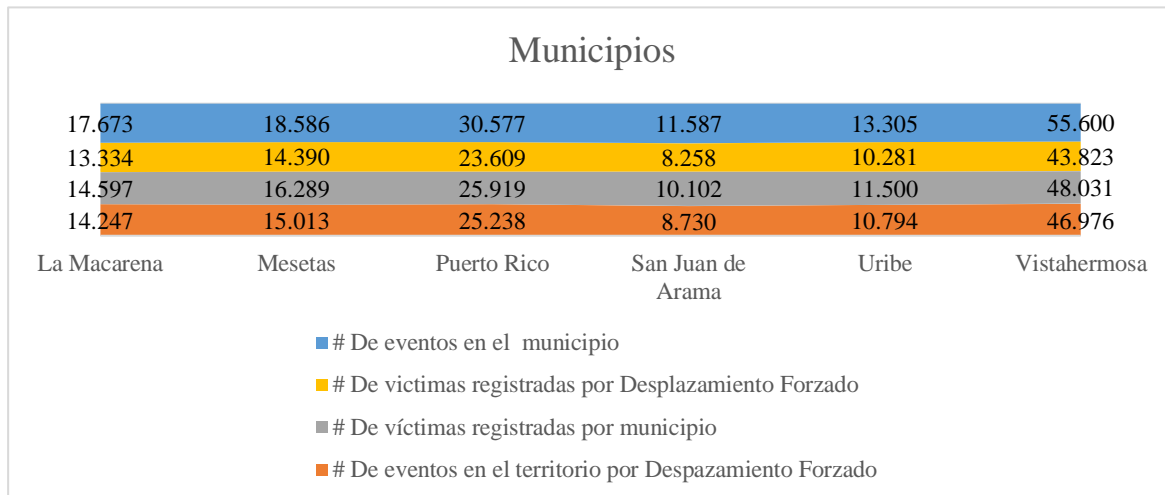 Municipios
17.673 18.586 30.577 11.587 13.305 55.600
13.334 14.390 23.609 8.258 10.281 43.823
14.597 16.289 25.919 10.102 11.500 48.031
14.247 15.013 25.238 8.730 10.794 46.976
La Macarena Mesetas Puerto Rico San Juan de Uribe Vistahermosa
Arama
# De eventos en el municipio
# De victimas registradas por Desplazamiento Forzado
# De víctimas registradas por municipio
# De eventos en el territorio por Despazamiento Forzado